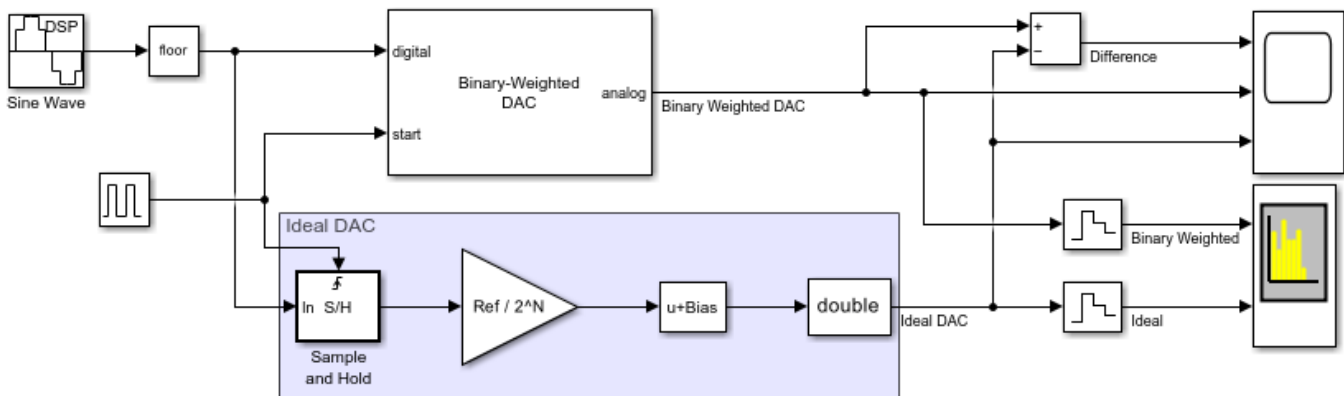 DSP
Sine Wave
floor
digital
start
Binary-Weighted
DAC
analog
Binary Weighted DAC
+
−
Difference
Ideal DAC
In S/H
Sample
and Hold
Ref / 2^N
u+Bias
double
Ideal DAC
Binary Weighted
Ideal